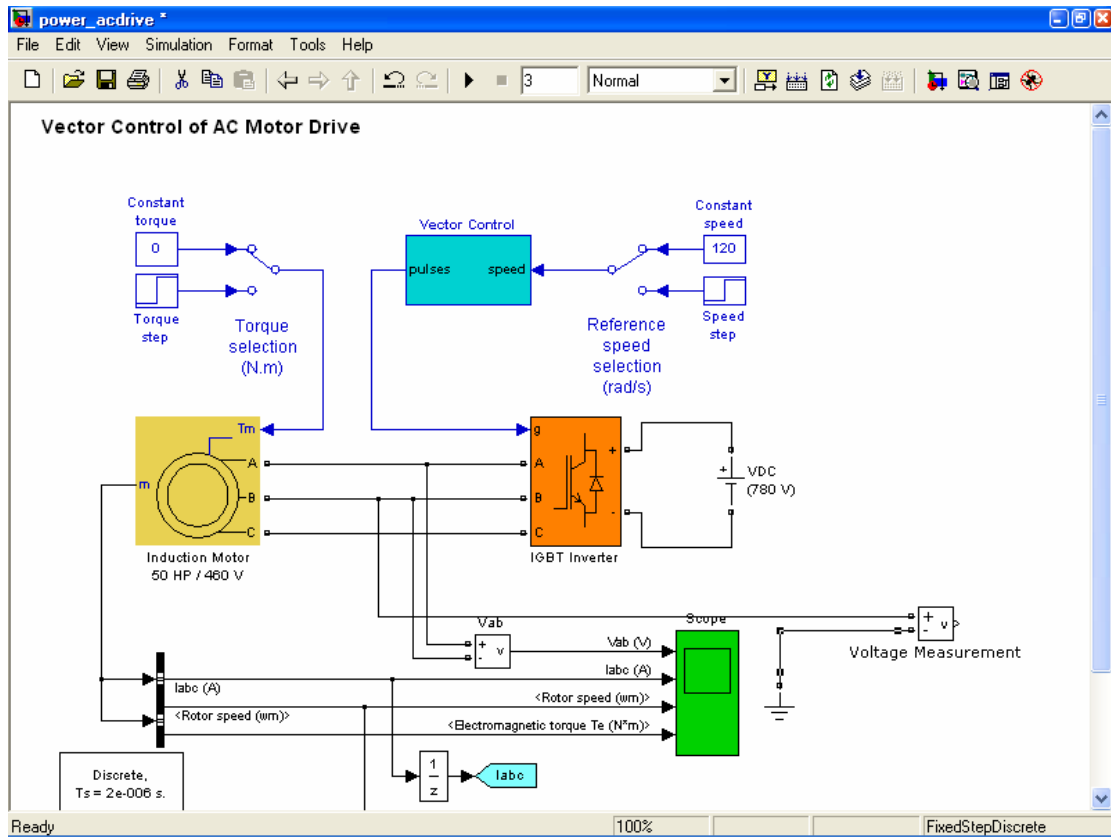 power_acdrive *
File Edit View Simulation Format Tools Help
3 Normal
Vector Control of AC Motor Drive
Constant
torque
0
Torque
step
Torque
selection
(N.m)
Vector Control
pulses speed
Constant
speed
120
Speed
step
Reference
speed
selection
(rad/s)
Tm
m
A
B
C
Induction Motor
50 HP / 460 V
g
A
B
C
+
-
IGBT Inverter
+
VDC
(780 V)
Vab
+
-
v
Scope
Vab (V)
Iabc (A)
<Rotor speed (wm)>
<Electromagnetic torque Te (N*m)>
+
-
v
Voltage Measurement
Iabc (A)
<Rotor speed (wm)>
1
z
Iabc
Discrete,
Ts = 2e-006 s.
Ready 100% FixedStepDiscrete